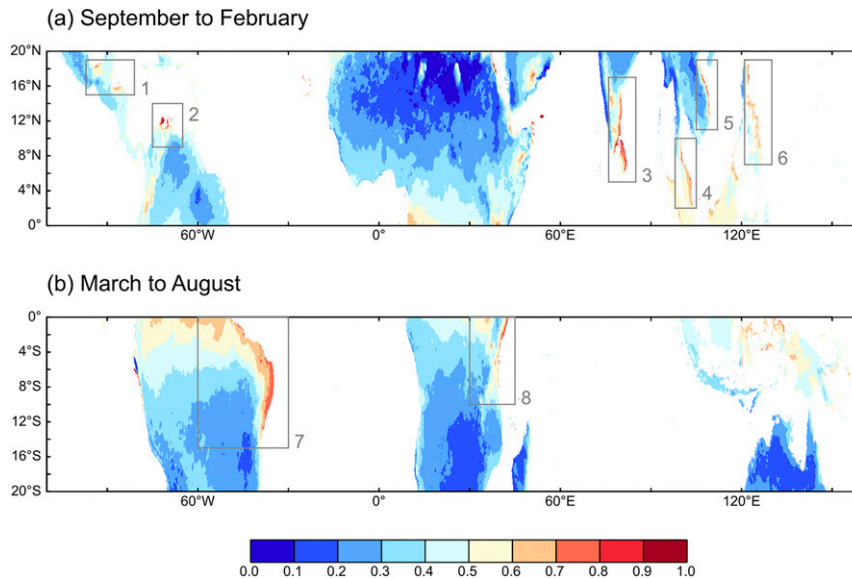 (a) September to February
20°N
16°N
12°N
8°N
4°N
0°
1
2
3
4
5
6
60°W 0° 60°E 120°E
(b) March to August
0°
4°S
8°S
12°S
16°S
20°S
7
8
60°W 0° 60°E 120°E
0.0 0.1 0.2 0.3 0.4 0.5 0.6 0.7 0.8 0.9 1.0